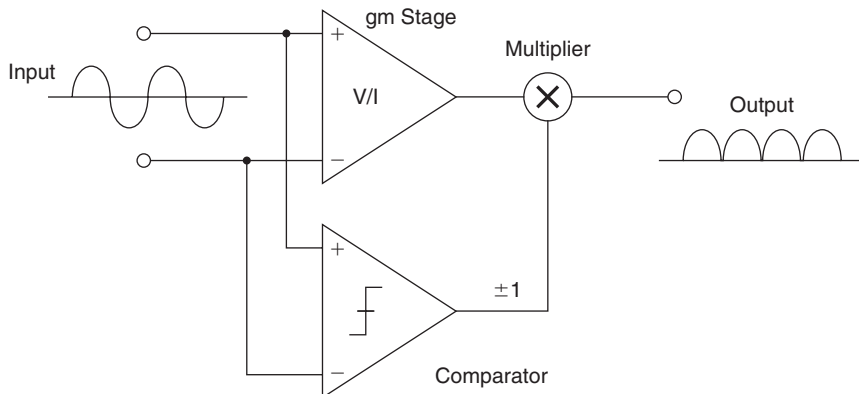 gm Stage
Multiplier
Input
+
V/I
−
Output
+
±1
−
Comparator